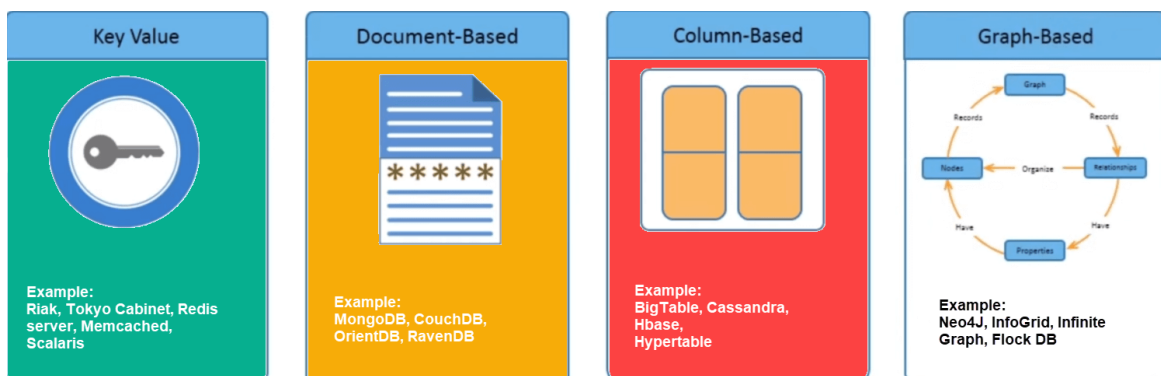 Key Value
Example:
Riak, Tokyo Cabinet, Redis
server, Memcached,
Scalaris
Document-Based
*****
Example:
MongoDB, CouchDB,
OrientDB, RavenDB
Column-Based
Example:
BigTable, Cassandra,
Hbase,
Hypertable
Graph-Based
Graph
Records
Records
Nodes
Organize
Relationships
Have
Have
Properties
Example:
Neo4J, InfoGrid, Infinite
Graph, Flock DB